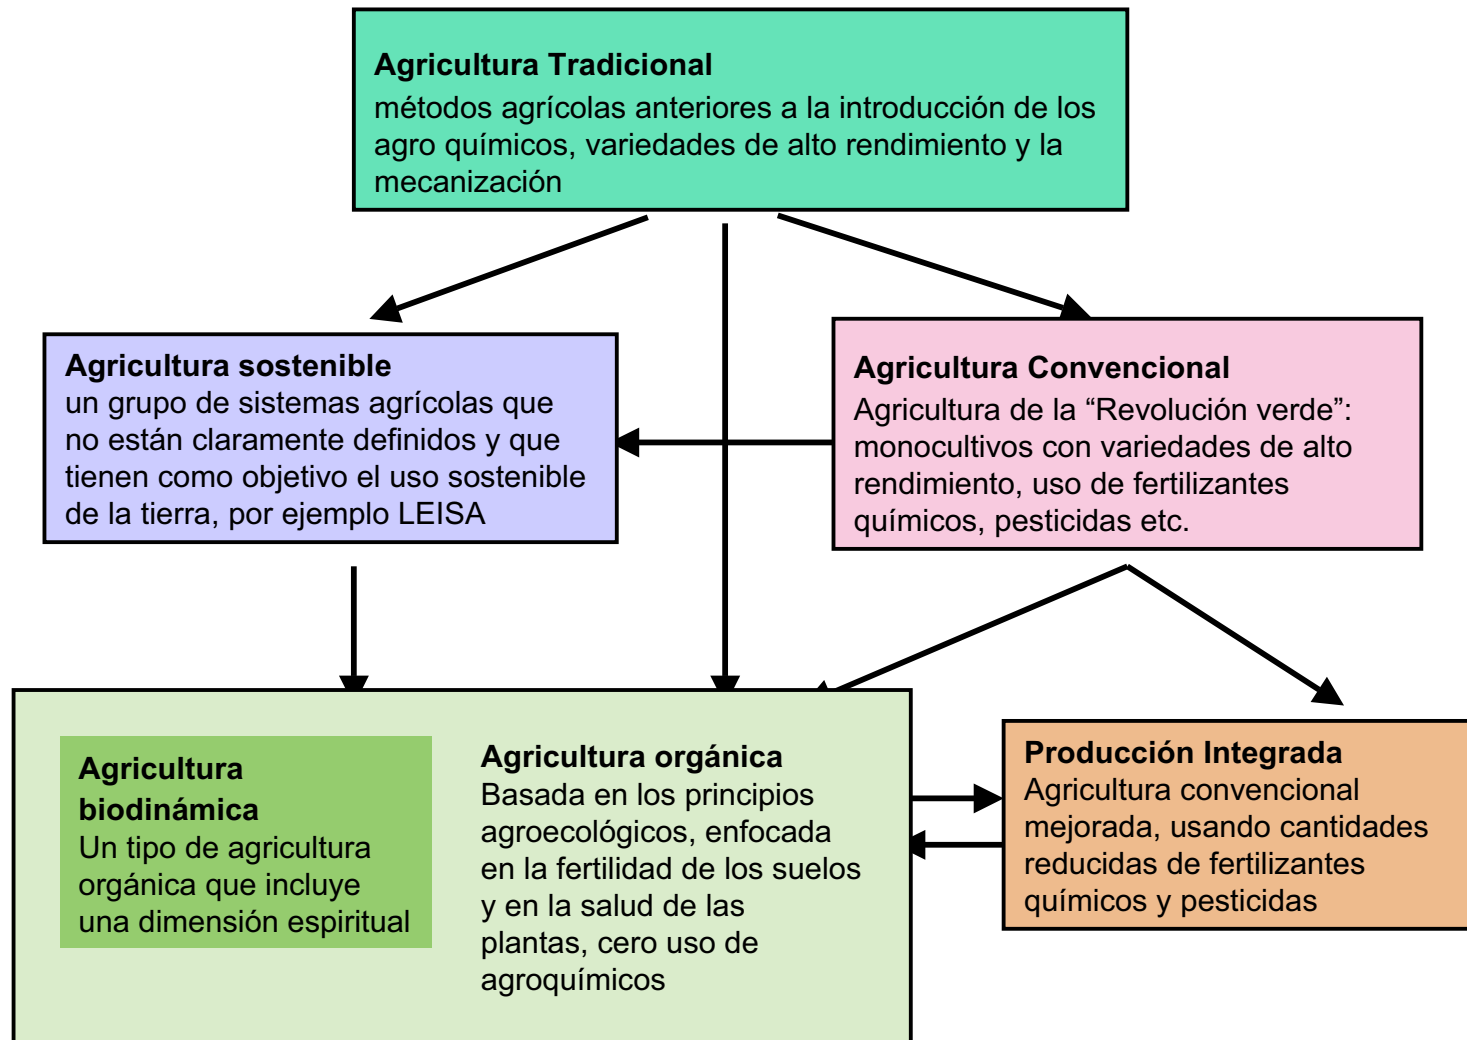 Agricultura Tradicional
métodos agrícolas anteriores a la introducción de los
agro químicos, variedades de alto rendimiento y la
mecanización
Agricultura sostenible
un grupo de sistemas agrícolas que
no están claramente definidos y que
tienen como objetivo el uso sostenible
de la tierra, por ejemplo LEISA
Agricultura Convencional
Agricultura de la “Revolución verde”:
monocultivos con variedades de alto
rendimiento, uso de fertilizantes
químicos, pesticidas etc.
Agricultura
biodinámica
Un tipo de agricultura
orgánica que incluye
una dimensión espiritual
Agricultura orgánica
Basada en los principios
agroecológicos, enfocada
en la fertilidad de los suelos
y en la salud de las
plantas, cero uso de
agroquímicos
Producción Integrada
Agricultura convencional
mejorada, usando cantidades
reducidas de fertilizantes
químicos y pesticidas